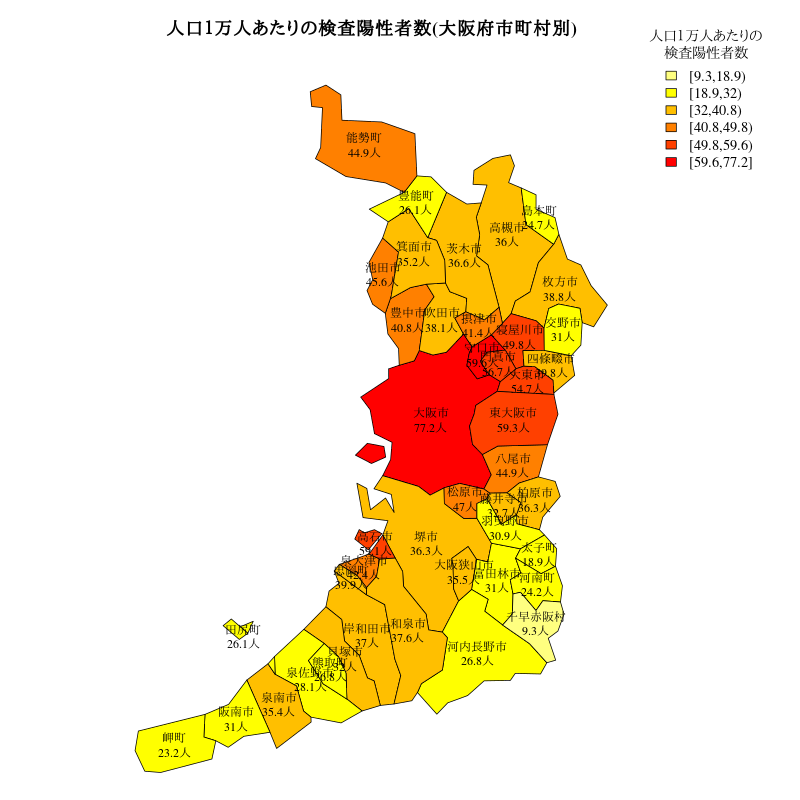 人口1万人あたりの検査陽性者数(大阪府市町村別)
人口1万人あたりの
検査陽性者数
[9.3,18.9)
[18.9,32)
[32,40.8)
[40.8,49.8)
[49.8,59.6)
[59.6,77.2]
能勢町
44.9人
豊能町
26.1人
島本町
24.7人
高槻市
36人
箕面市
35.2人
茨木市
36.6人
池田市
45.6人
枚方市
38.8人
豊中市
40.8人
吹田市
38.1人
摂津市
41.4人
寝屋川市
49.8人
交野市
31人
守口市
59.6人
門真市
56.7人
四條畷市
39.8人
大東市
54.7人
大阪市
77.2人
東大阪市
59.3人
八尾市
44.9人
松原市
47人
藤井寺市
32.7人
柏原市
36.3人
羽曳野市
30.9人
高石市
59.1人
堺市
36.3人
太子町
18.9人
泉大津市
42.4人
忠岡町
39.9人
大阪狭山市
35.5人
富田林市
31人
河南町
24.2人
千早赤阪村
9.3人
田尻町
26.1人
岸和田市
37人
和泉市
37.6人
河内長野市
26.8人
貝塚市
32人
熊取町
26.8人
泉佐野市
28.1人
泉南市
35.4人
阪南市
31人
岬町
23.2人